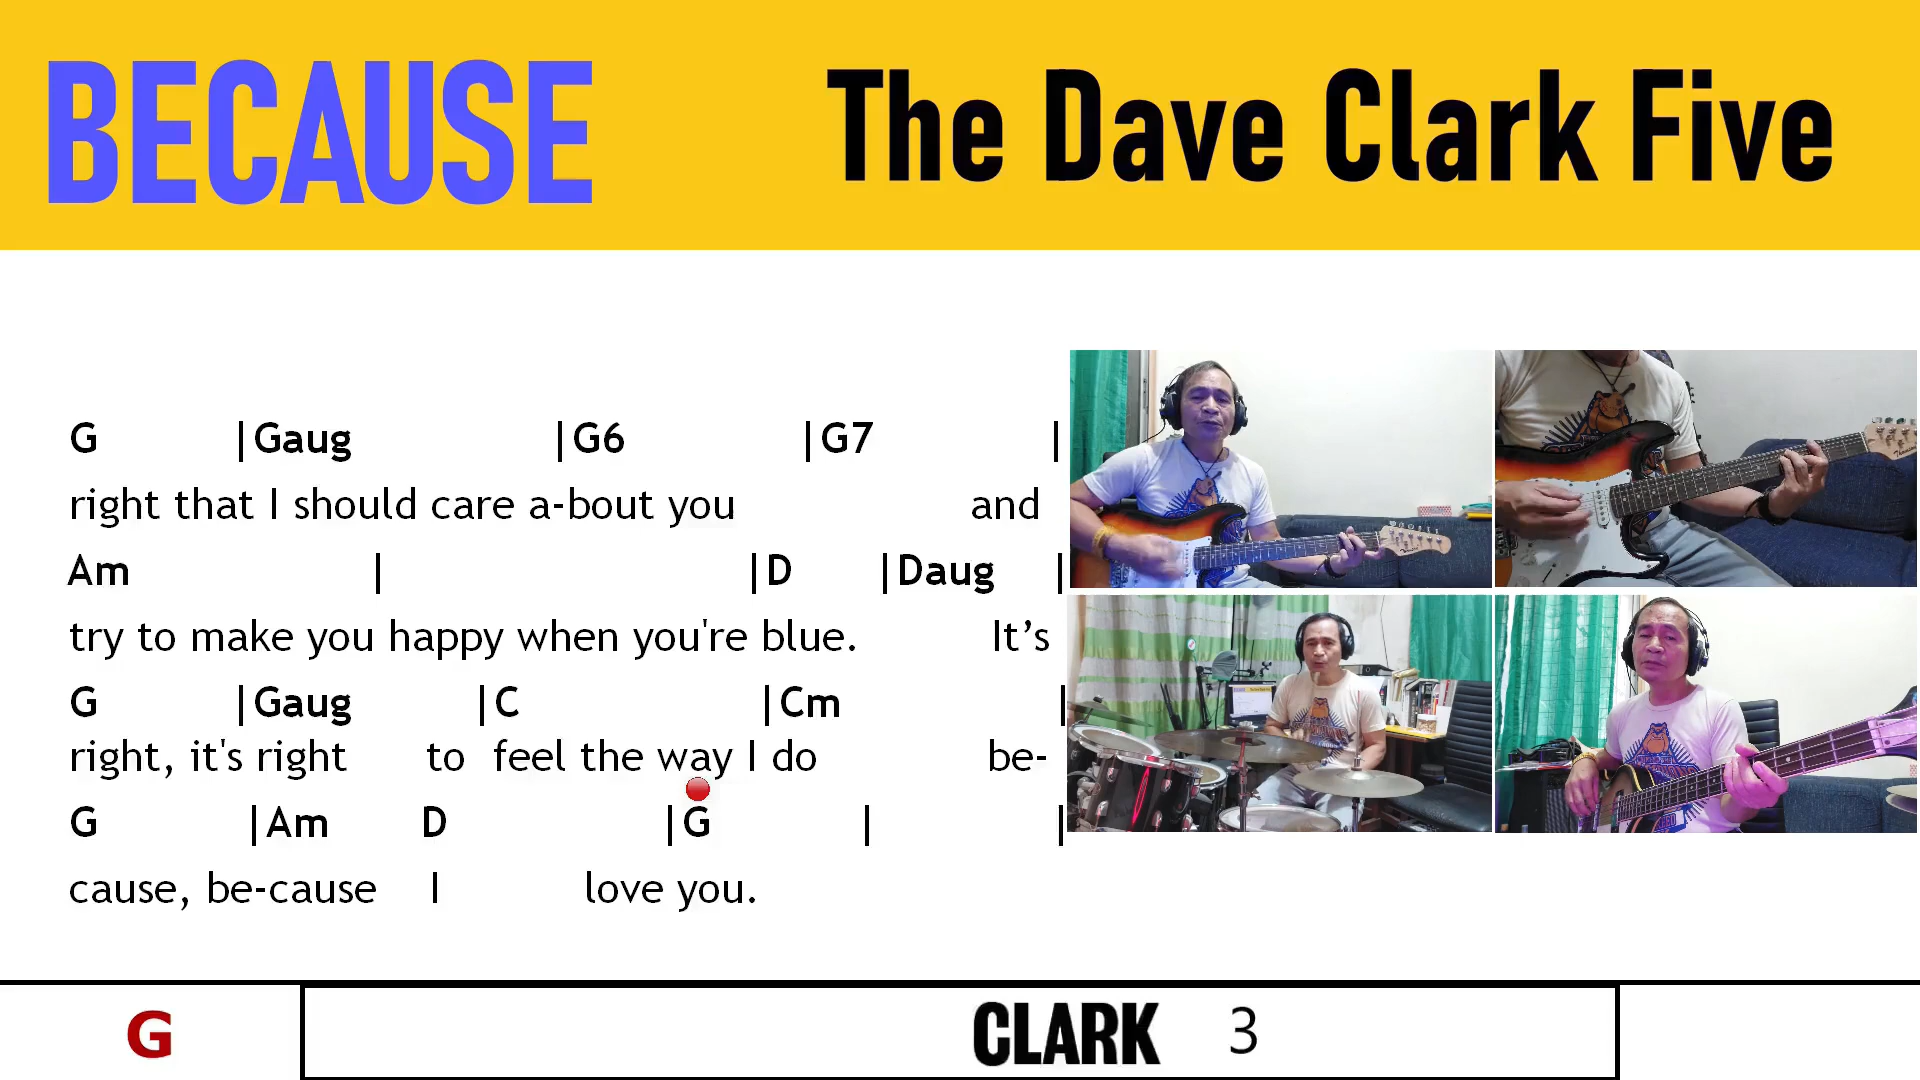 BECAUSE
The Dave Clark Five
G |Gaug |G6 |G7 |
right that I should care a-bout you and
Am | |D |Daug |
try to make you happy when you're blue. It’s
G |Gaug |C |Cm |
right, it's right to feel the way I do be-
G |Am D |G | |
cause, be-cause I love you.
G
CLARK 3